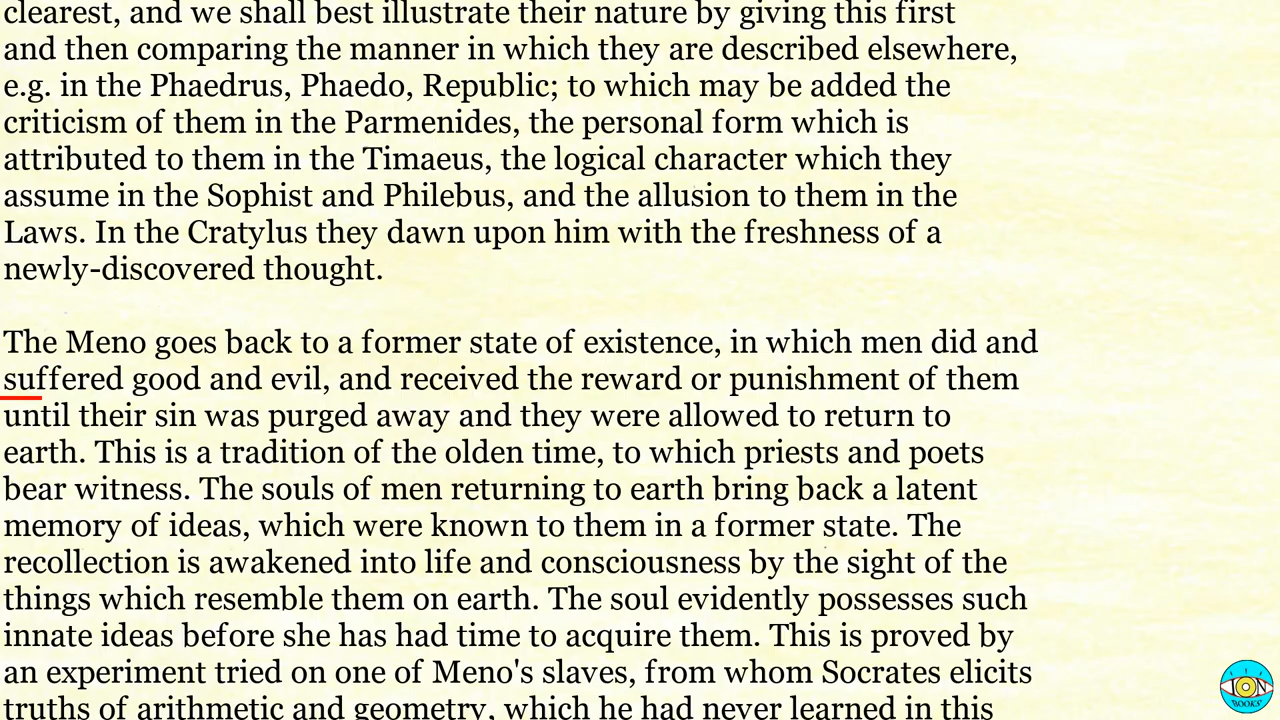 clearest, and we shall best illustrate their nature by giving this first
and then comparing the manner in which they are described elsewhere,
e.g. in the Phaedrus, Phaedo, Republic; to which may be added the
criticism of them in the Parmenides, the personal form which is
attributed to them in the Timaeus, the logical character which they
assume in the Sophist and Philebus, and the allusion to them in the
Laws. In the Cratylus they dawn upon him with the freshness of a
newly-discovered thought.
The Meno goes back to a former state of existence, in which men did and
suffered good and evil, and received the reward or punishment of them
until their sin was purged away and they were allowed to return to
earth. This is a tradition of the olden time, to which priests and poets
bear witness. The souls of men returning to earth bring back a latent
memory of ideas, which were known to them in a former state. The
recollection is awakened into life and consciousness by the sight of the
things which resemble them on earth. The soul evidently possesses such
innate ideas before she has had time to acquire them. This is proved by
an experiment tried on one of Meno's slaves, from whom Socrates elicits
truths of arithmetic and geometry, which he had never learned in this
ION
BOOKS